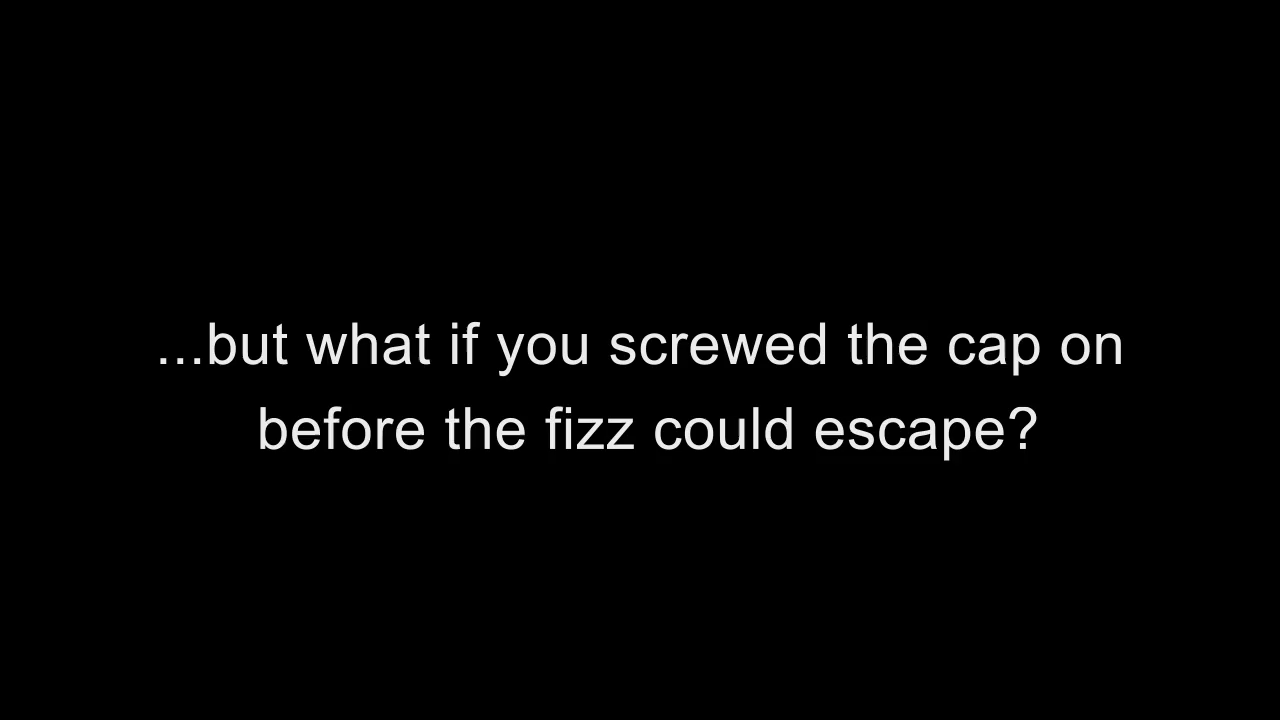 ...but what if you screwed the cap on
before the fizz could escape?